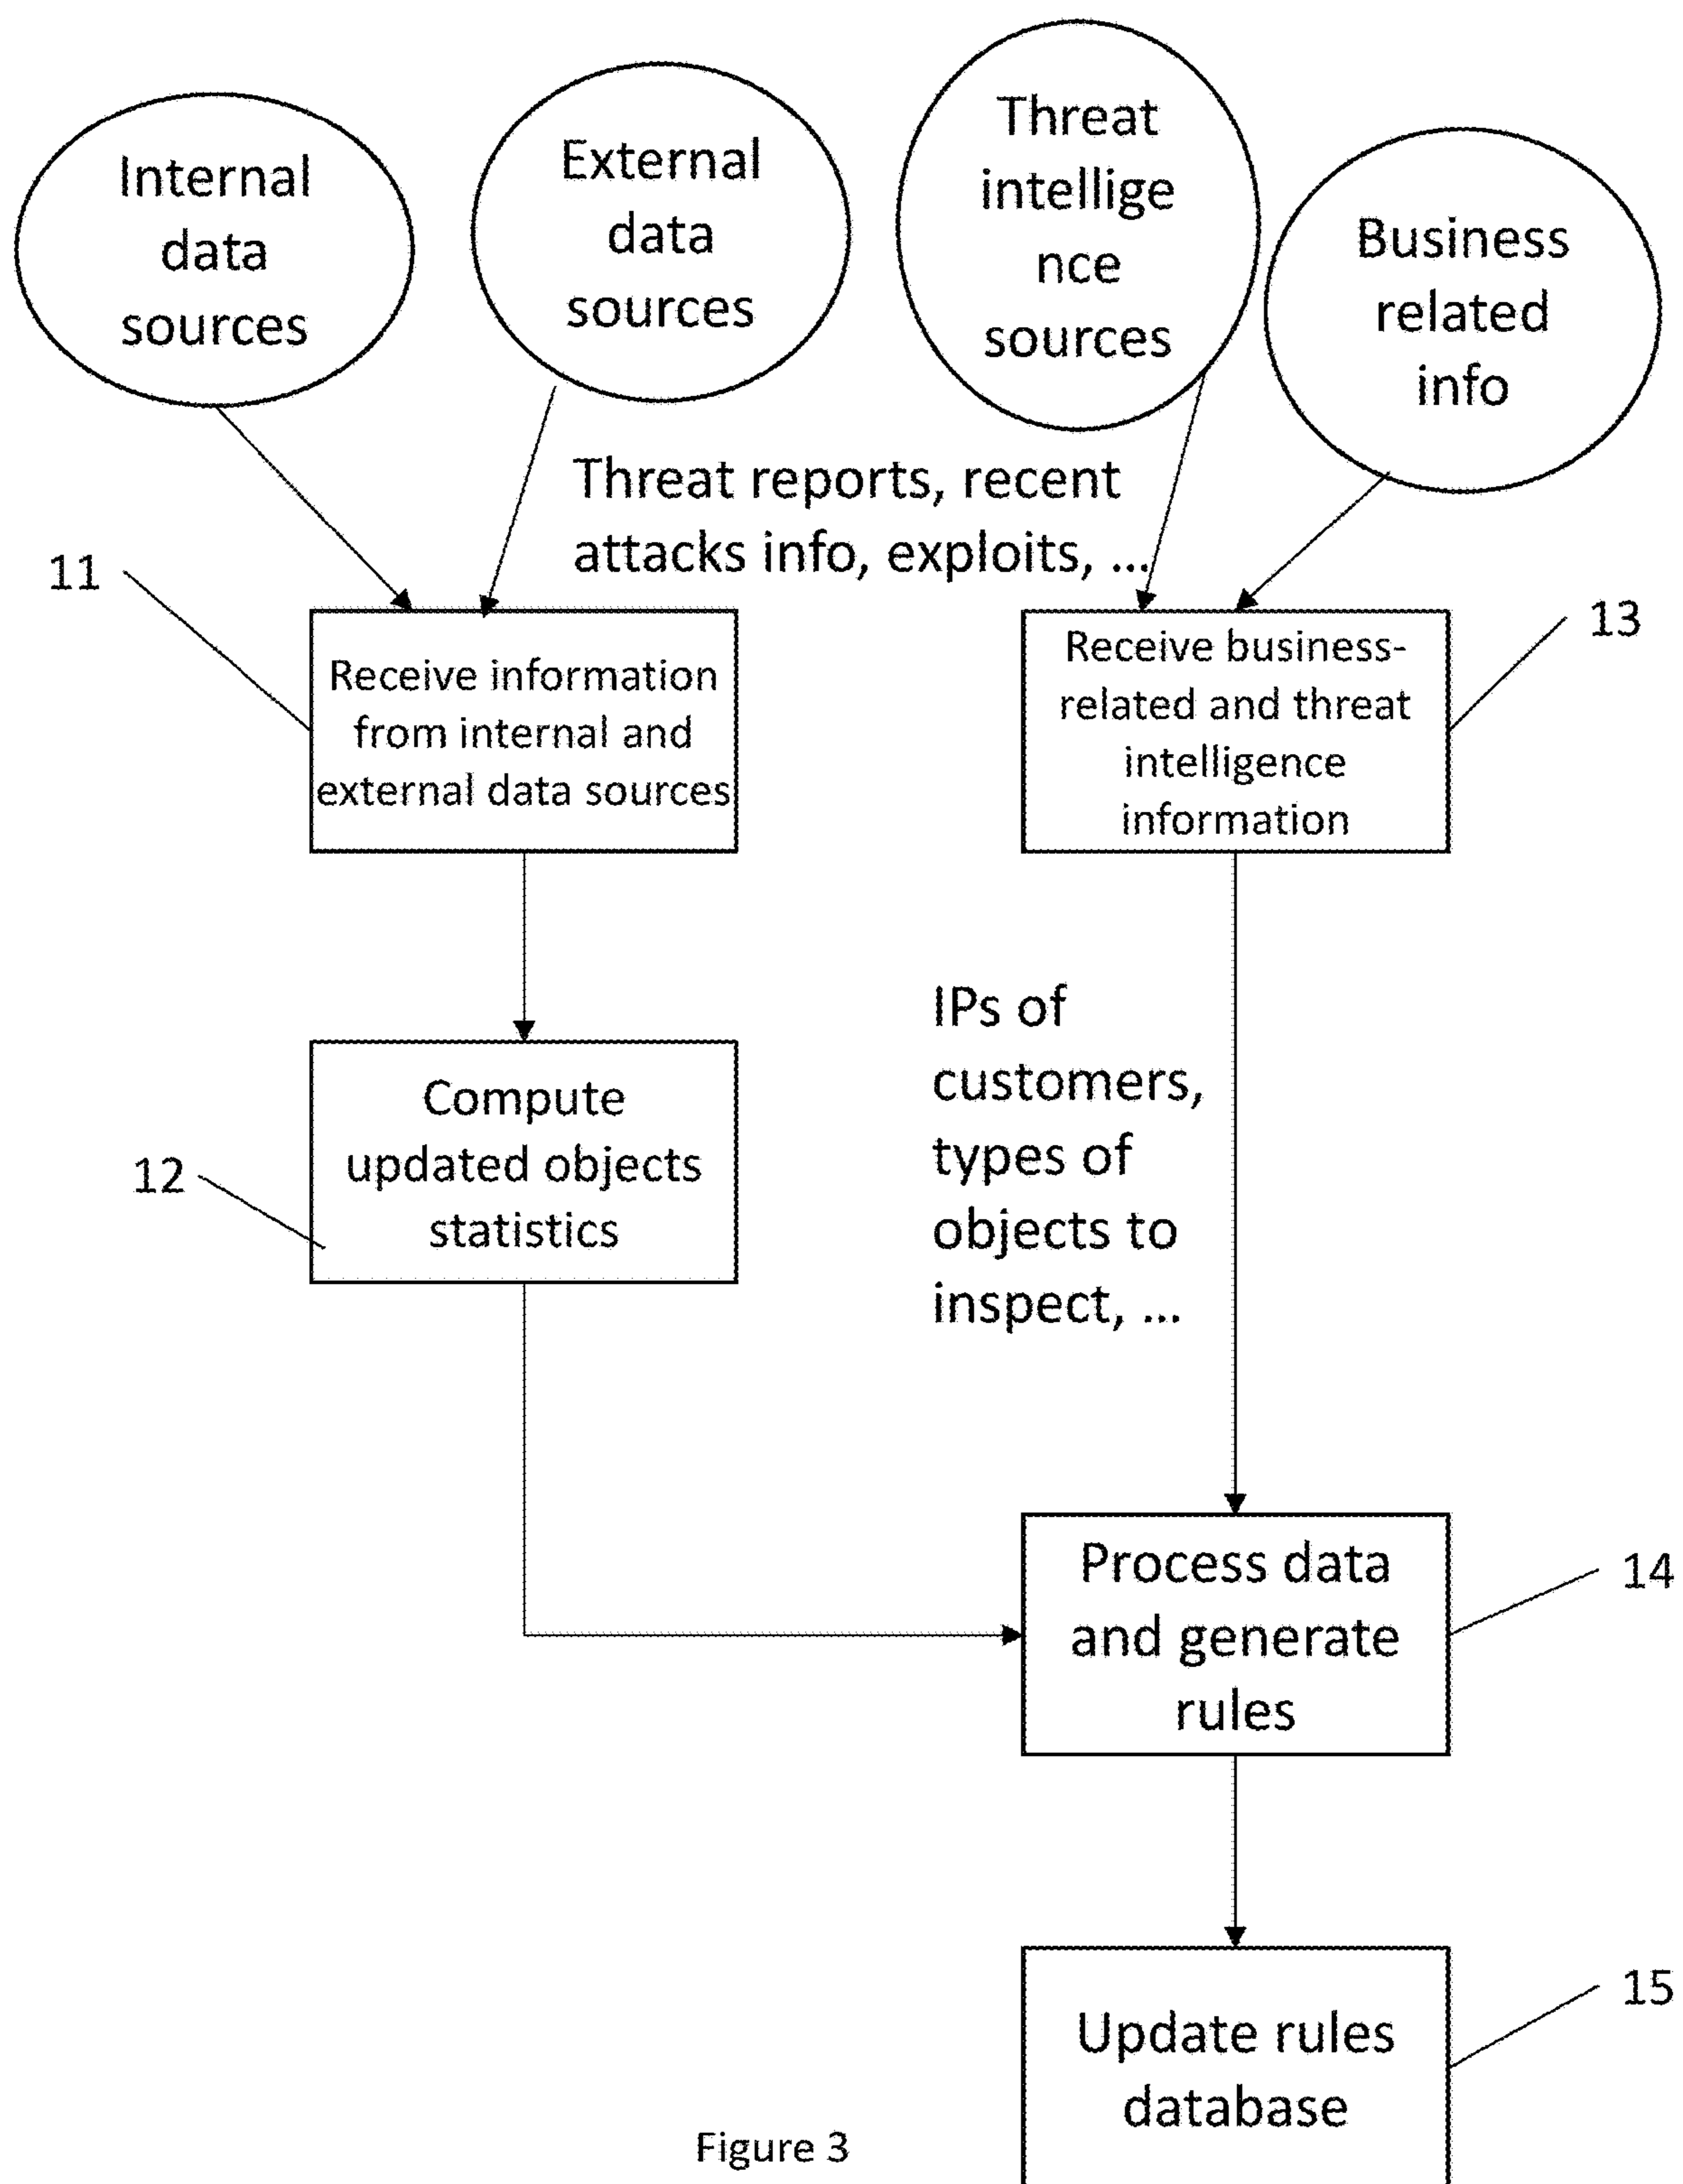 Internal
data
sources
External
data
sources
Threat
intellige
nce
sources
Business
related
info
Threat reports, recent
attacks info, exploits, ...
11
Receive information
from internal and
external data sources
13
Receive business-
related and threat
intelligence
information
12
Compute
updated objects
statistics
IPs of
customers,
types of
objects to
inspect, ...
14
Process data
and generate
rules
15
Update rules
database
Figure 3